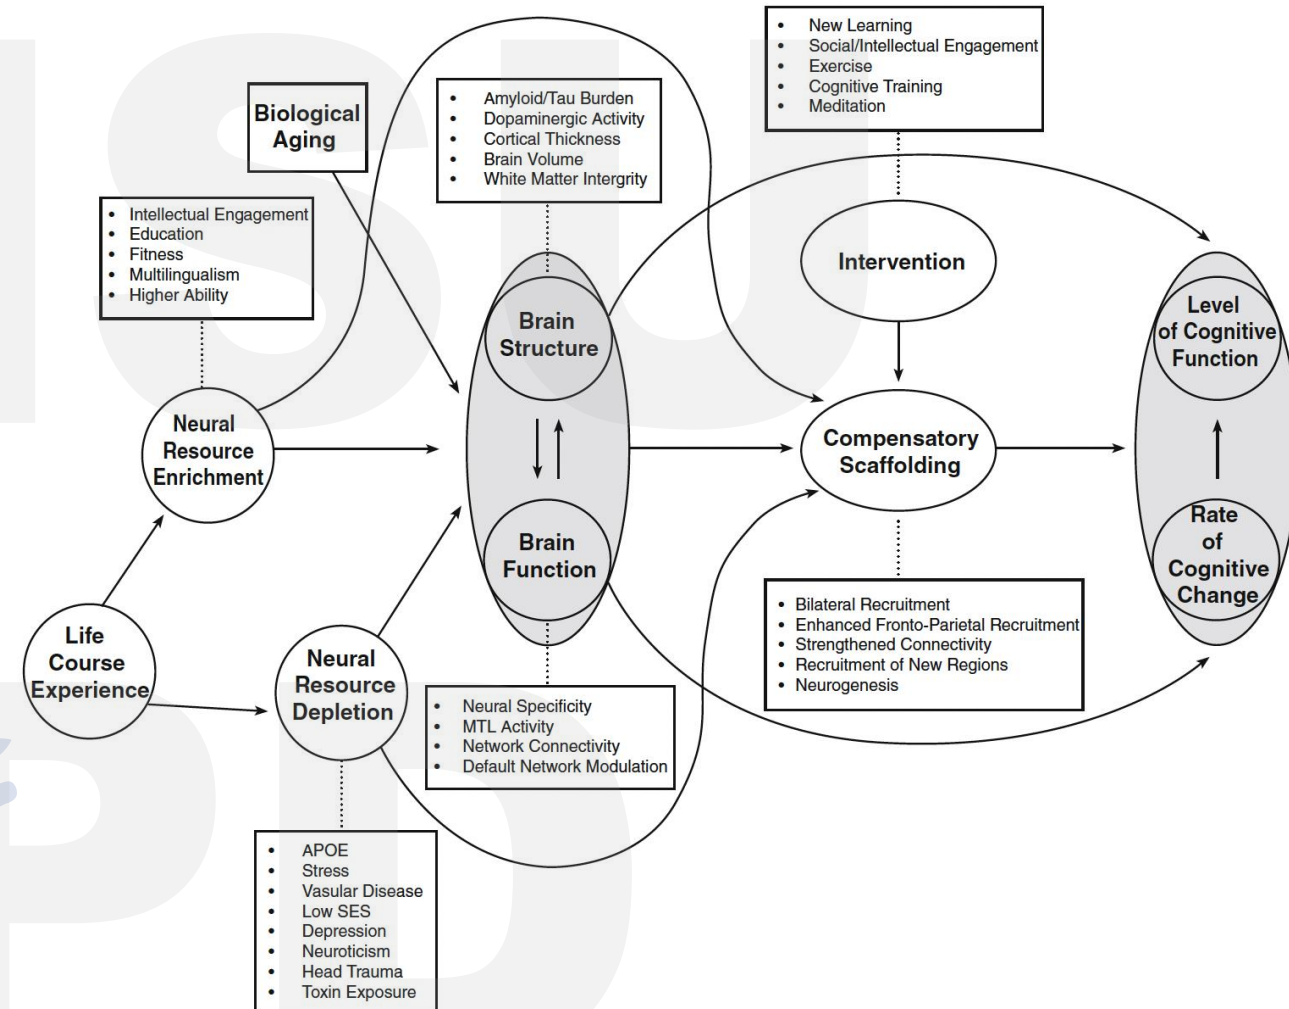 • New Learning
• Social/Intellectual Engagement
• Exercise
• Cognitive Training
• Meditation
Biological
Aging
• Amyloid/Tau Burden
• Dopaminergic Activity
• Cortical Thickness
• Brain Volume
• White Matter Intergrity
• Intellectual Engagement
• Education
• Fitness
• Multilingualism
• Higher Ability
Intervention
Brain
Structure
Level
of Cognitive
Function
Neural
Resource
Enrichment
Compensatory
Scaffolding
Brain
Function
Rate
of
Cognitive
Change
Life
Course
Experience
Neural
Resource
Depletion
• Bilateral Recruitment
• Enhanced Fronto-Parietal Recruitment
• Strengthened Connectivity
• Recruitment of New Regions
• Neurogenesis
• Neural Specificity
• MTL Activity
• Network Connectivity
• Default Network Modulation
• APOE
• Stress
• Vasular Disease
• Low SES
• Depression
• Neuroticism
• Head Trauma
• Toxin Exposure